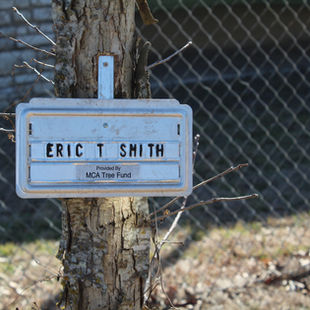 ERIC T SMITH
Provided By
MCA Tree Fund